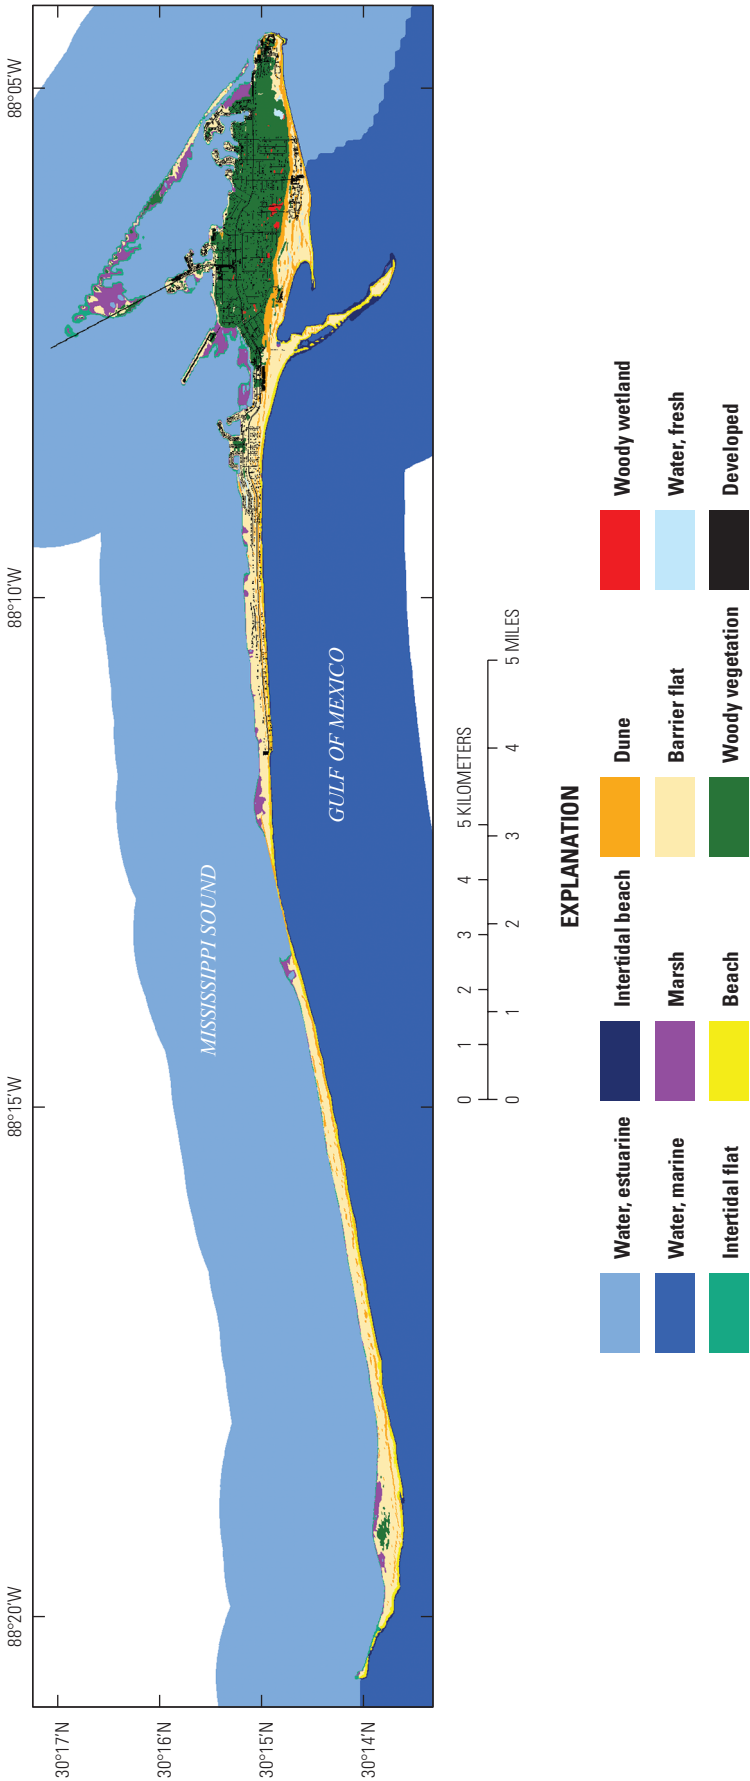 88°20'W
88°15'W
88°10'W
88°05'W
30°17'N
30°16'N
30°15'N
30°14'N
MISSISSIPPI SOUND
GULF OF MEXICO
0 1 2 3 4 5 KILOMETERS
0 1 2 3 4 5 MILES
EXPLANATION
Water, estuarine
Water, marine
Intertidal flat
Intertidal beach
Marsh
Beach
Dune
Barrier flat
Woody vegetation
Woody wetland
Water, fresh
Developed